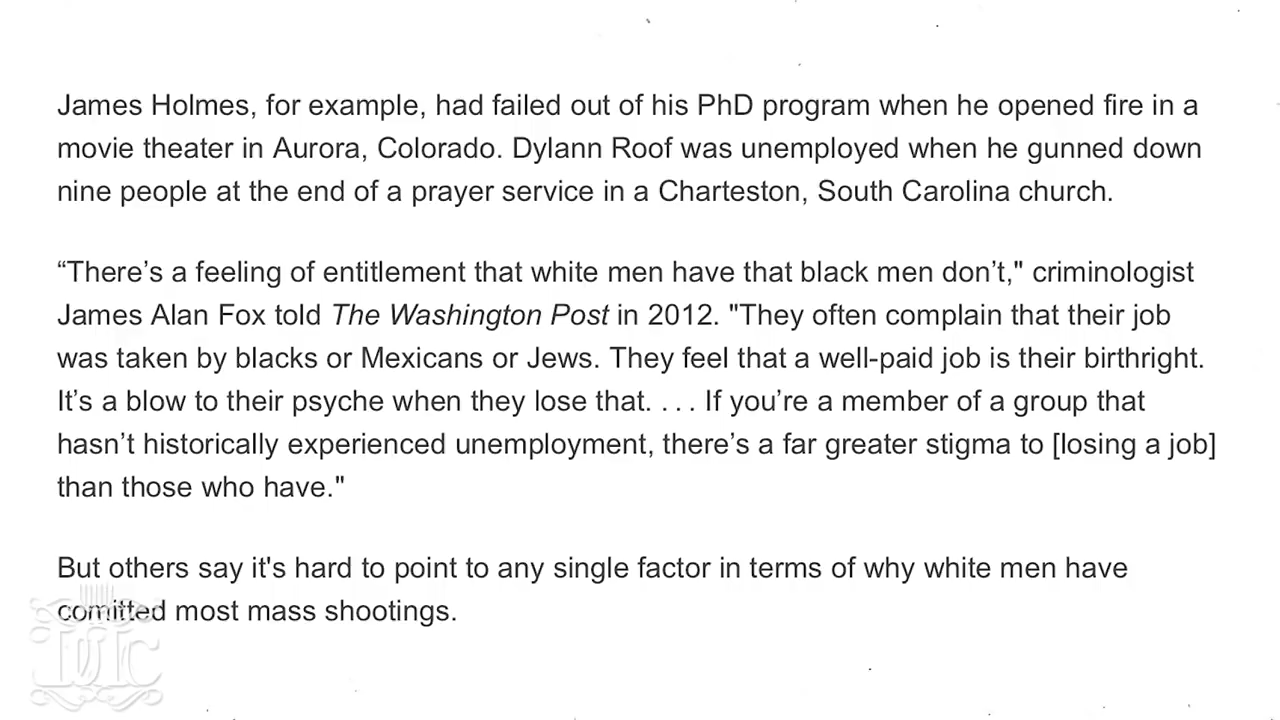 James Holmes, for example, had failed out of his PhD program when he opened fire in a
movie theater in Aurora, Colorado. Dylann Roof was unemployed when he gunned down
nine people at the end of a prayer service in a Charteston, South Carolina church.
“There’s a feeling of entitlement that white men have that black men don’t," criminologist
James Alan Fox told The Washington Post in 2012. "They often complain that their job
was taken by blacks or Mexicans or Jews. They feel that a well-paid job is their birthright.
It’s a blow to their psyche when they lose that. . . . If you’re a member of a group that
hasn’t historically experienced unemployment, there’s a far greater stigma to [losing a job]
than those who have."
But others say it's hard to point to any single factor in terms of why white men have
comitted most mass shootings.
IUIC